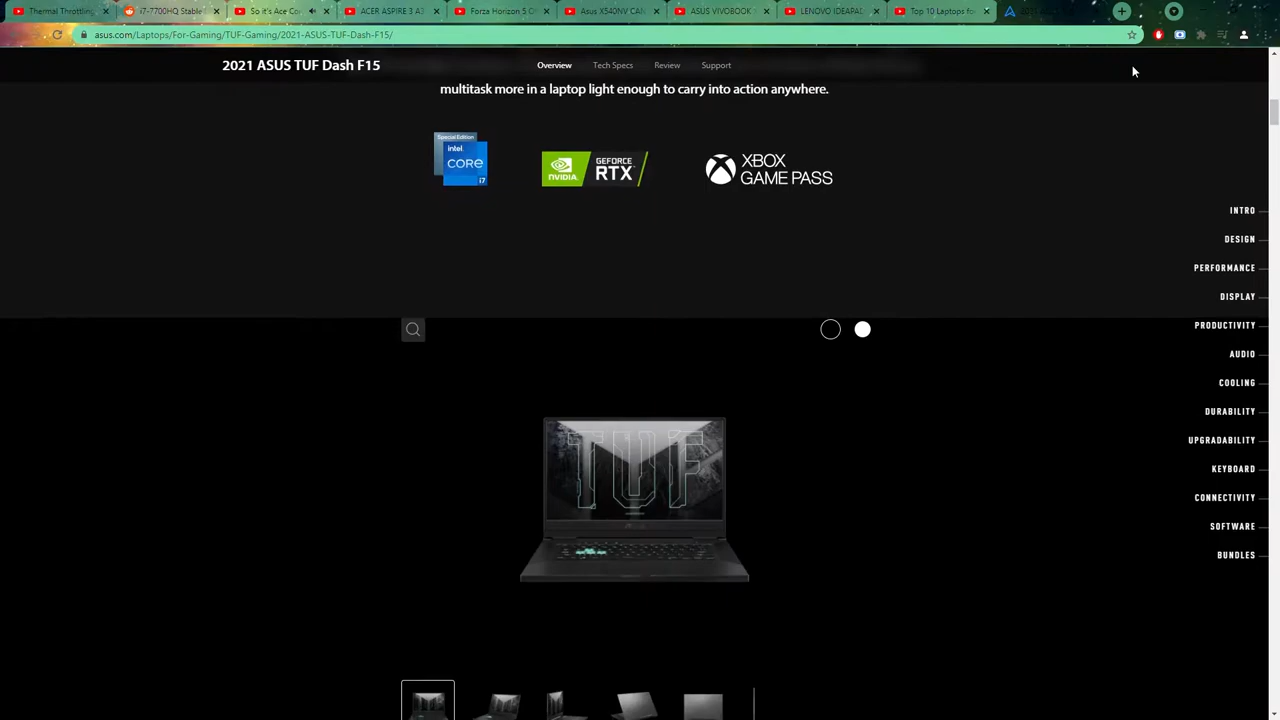 Thermal Throttling
i7-7700HQ Stable
So it's Ace Co
ACER ASPIRE 3 A3
Forza Horizon 5 O
Asus X540NV CAN
ASUS VIVOBOOK
LENOVO IDEAPAD
Top 10 Laptops fo
asus.com/Laptops/For-Gaming/TUF-Gaming/2021-ASUS-TUF-Dash-F15/
2021 ASUS TUF Dash F15
Overview
Tech Specs
Review
Support
multitask more in a laptop light enough to carry into action anywhere.
Special Edition
intel.
CORE
i7
NVIDIA.
GEFORCE
RTX
XBOX
GAME PASS
INTRO
DESIGN
PERFORMANCE
DISPLAY
PRODUCTIVITY
AUDIO
COOLING
DURABILITY
UPGRADABILITY
KEYBOARD
CONNECTIVITY
SOFTWARE
BUNDLES
TUF